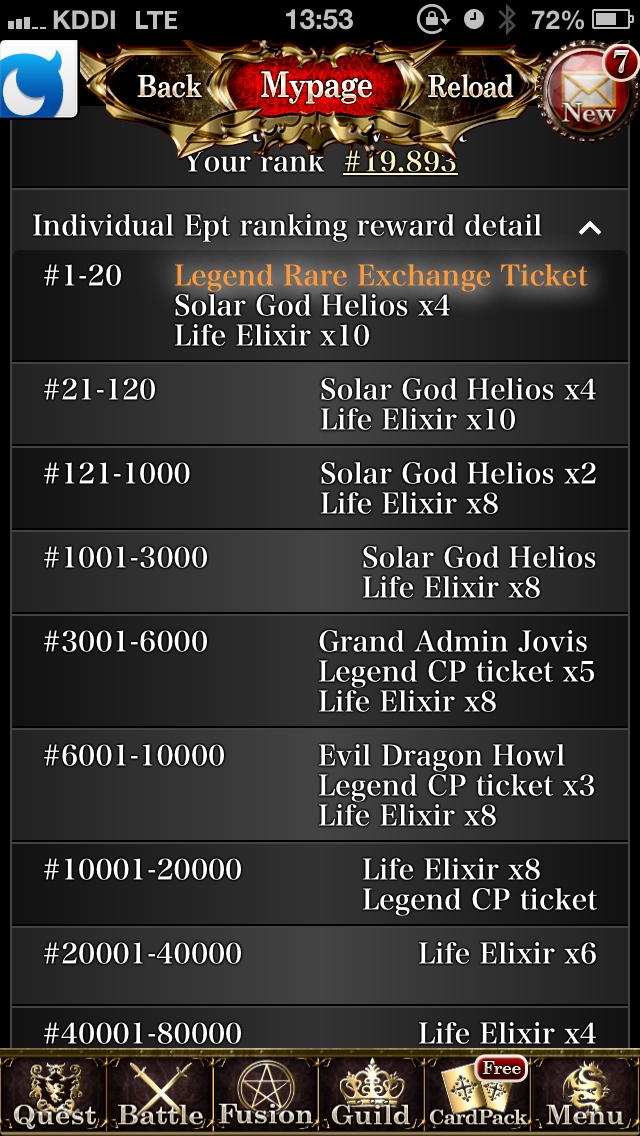 KDDI LTE 13:53 72%
Back Mypage Reload 7
New
Your rank #19,893
Individual Ept ranking reward detail
#1-20 Legend Rare Exchange Ticket
Solar God Helios x4
Life Elixir x10
#21-120 Solar God Helios x4
Life Elixir x10
#121-1000 Solar God Helios x2
Life Elixir x8
#1001-3000 Solar God Helios
Life Elixir x8
#3001-6000 Grand Admin Jovis
Legend CP ticket x5
Life Elixir x8
#6001-10000 Evil Dragon Howl
Legend CP ticket x3
Life Elixir x8
#10001-20000 Life Elixir x8
Legend CP ticket
#20001-40000 Life Elixir x6
#40001-80000 Life Elixir x4
Free
Quest Battle Fusion Guild CardPack Menu